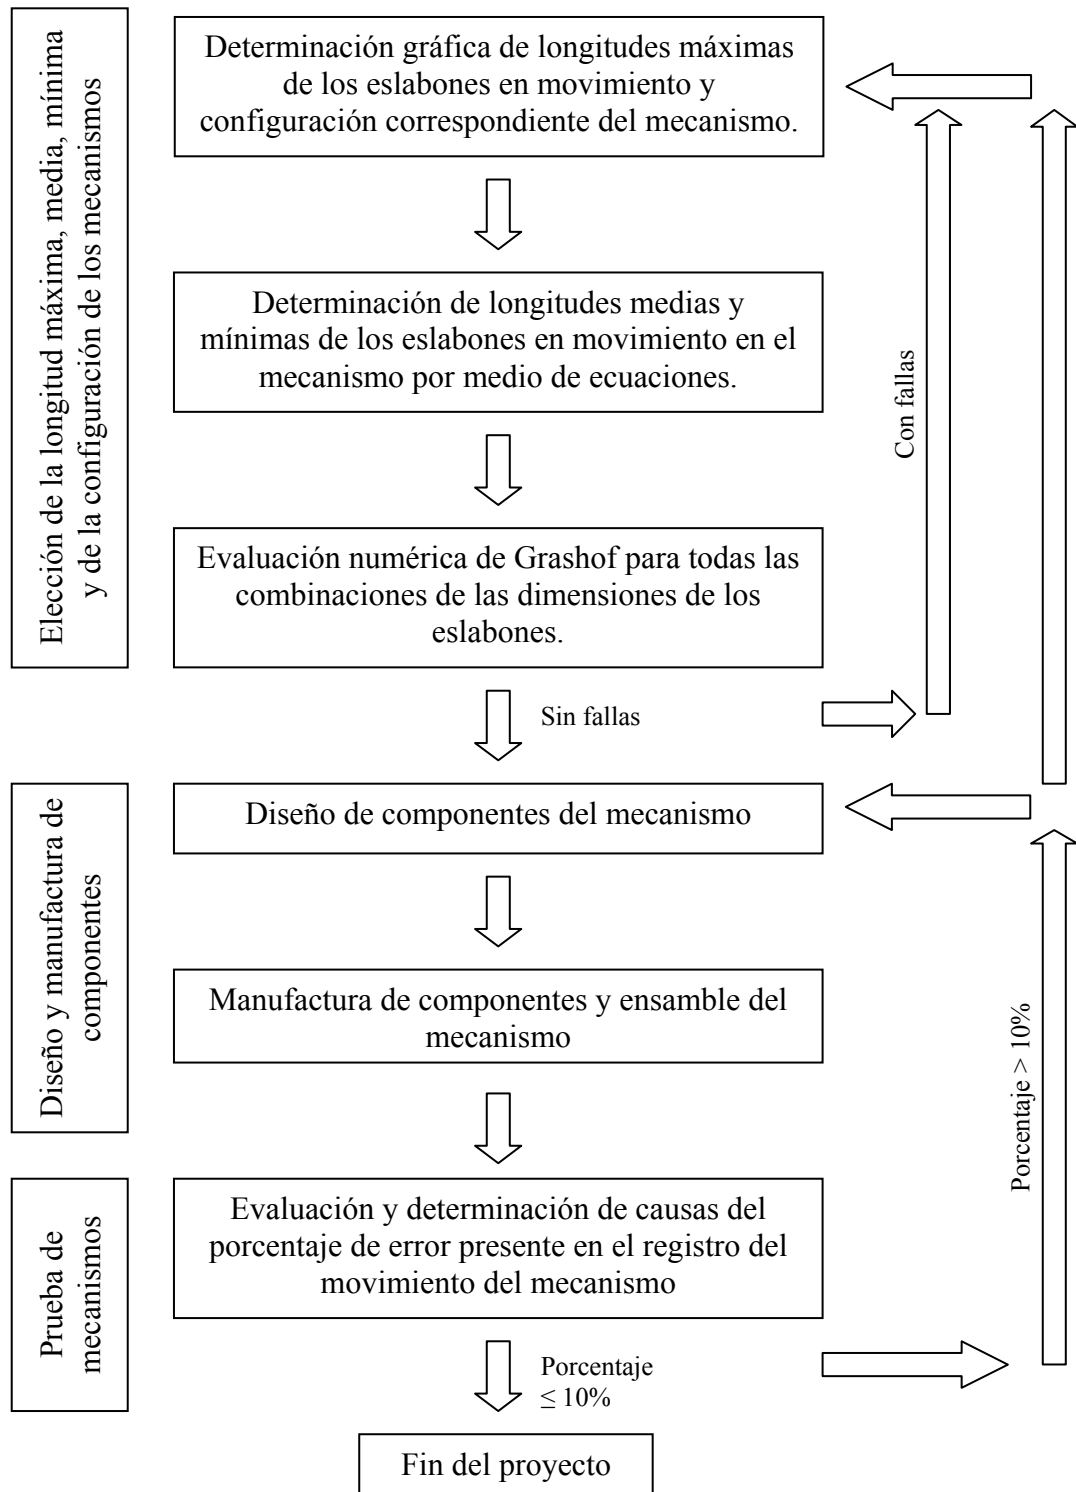 Elección de la longitud máxima, media, mínima
y de la configuración de los mecanismos
Determinación gráfica de longitudes máximas
de los eslabones en movimiento y
configuración correspondiente del mecanismo.
Determinación de longitudes medias y
mínimas de los eslabones en movimiento en el
mecanismo por medio de ecuaciones.
Con fallas
Evaluación numérica de Grashof para todas las
combinaciones de las dimensiones de los
eslabones.
Sin fallas
Diseño y manufactura de
componentes
Diseño de componentes del mecanismo
Manufactura de componentes y ensamble del
mecanismo
Porcentaje > 10%
Prueba de
mecanismos
Evaluación y determinación de causas del
porcentaje de error presente en el registro del
movimiento del mecanismo
Porcentaje
≤ 10%
Fin del proyecto